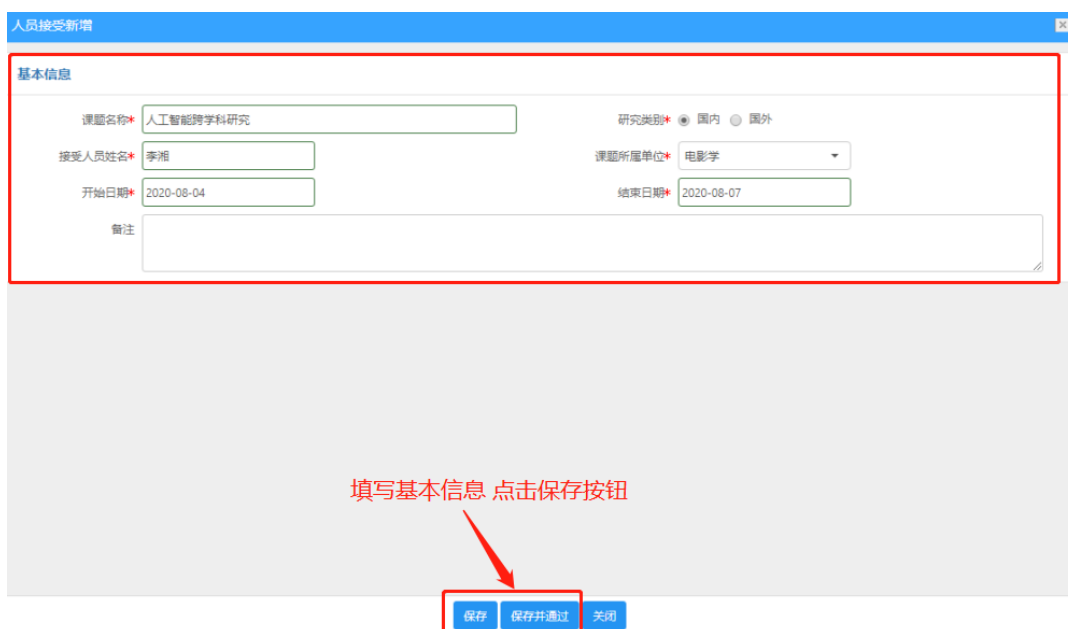 人员接受新增
基本信息
课题名称* 人工智能跨学科研究 研究类别* 国内 国外
接受人员姓名* 李湘 课题所属单位* 电影学
开始日期* 2020-08-04 结束日期* 2020-08-07
备注
填写基本信息 点击保存按钮
保存 保存并通过 关闭